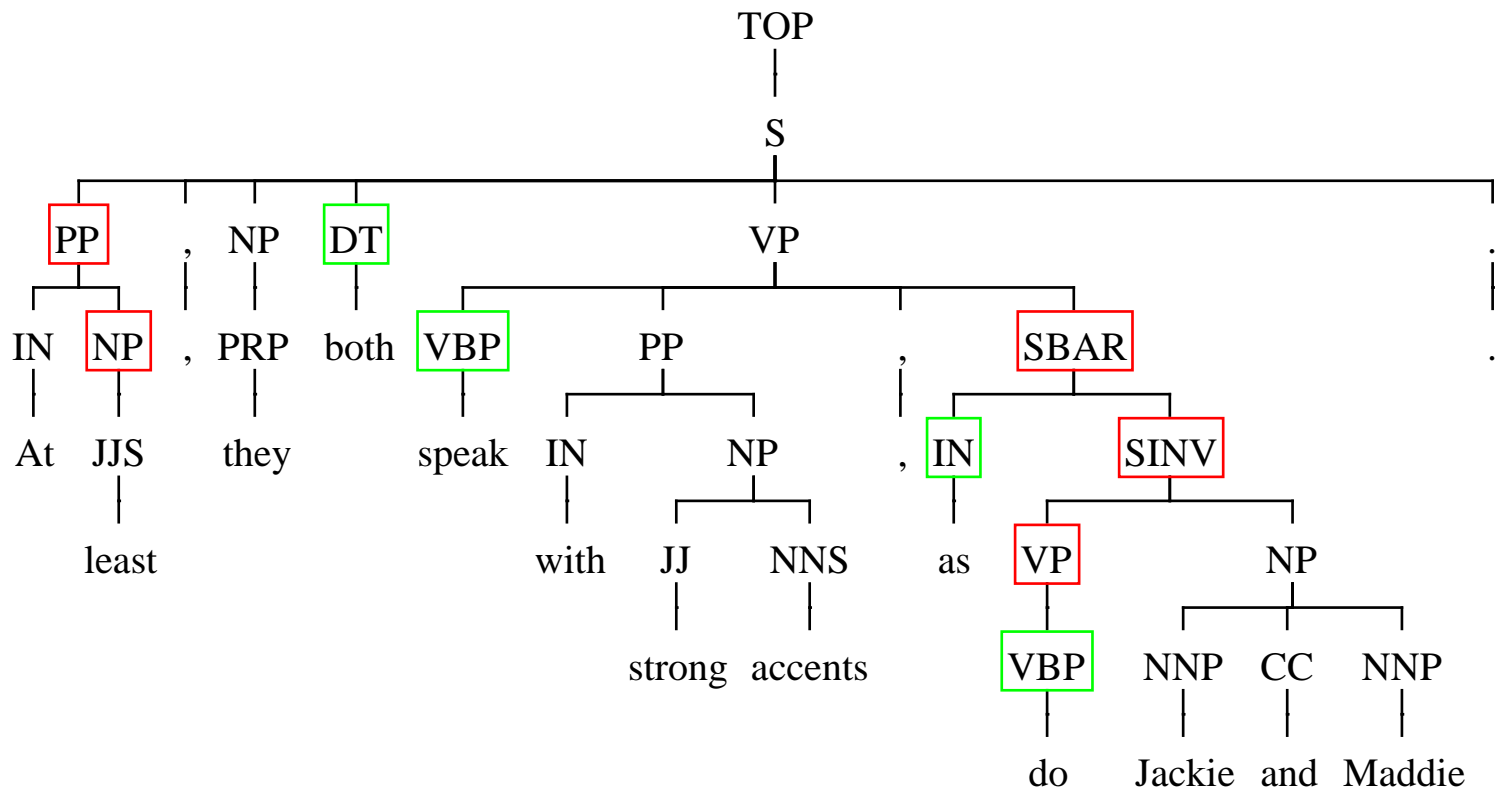 TOP
S
PP , NP DT VP .
IN NP , PRP both VBP PP , SBAR .
At JJS they speak IN NP , IN SINV
least with JJ NNS as VP NP
strong accents VBP NNP CC NNP
do Jackie and Maddie